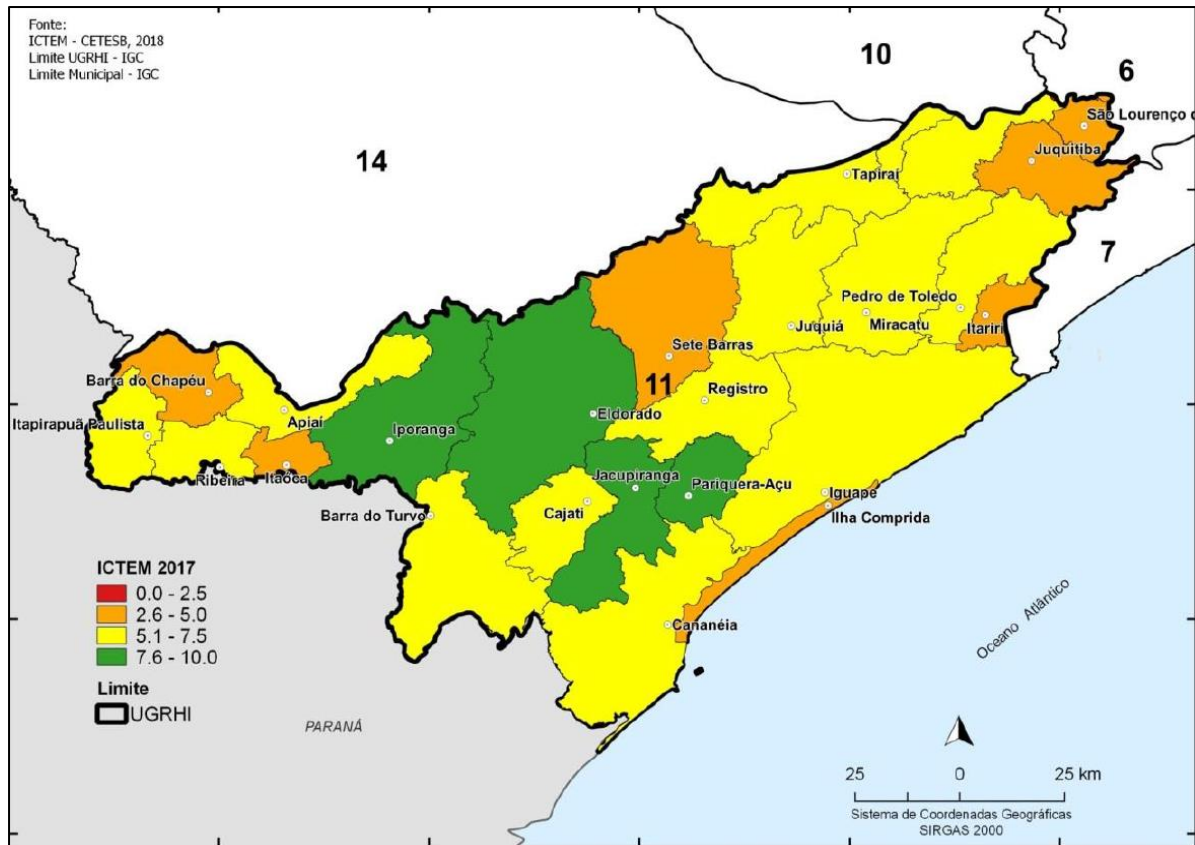 Fonte:
ICTEM - CETESB, 2018
Limite UGRHI - IGC
Limite Municipal - IGC
10
6
São Lourenço d
Juquitiba
14
Tapiraí
7
Pedro de Toledo
Juquiá
Miracatu
Itariri
Sete Barras
11
Registro
Barra do Chapéu
Eldorado
Apiaí
Itapirapuã Paulista
Iporanga
Ribeira
Itaóca
Jacupiranga
Pariquera-Açu
Iguape
Ilha Comprida
Barra do Turvo
Cajati
Cananéia
Oceano Atlântico
ICTEM 2017
0.0 - 2.5
2.6 - 5.0
5.1 - 7.5
7.6 - 10.0
Limite
UGRHI
PARANÁ
25 0 25 km
Sistema de Coordenadas Geográficas
SIRGAS 2000